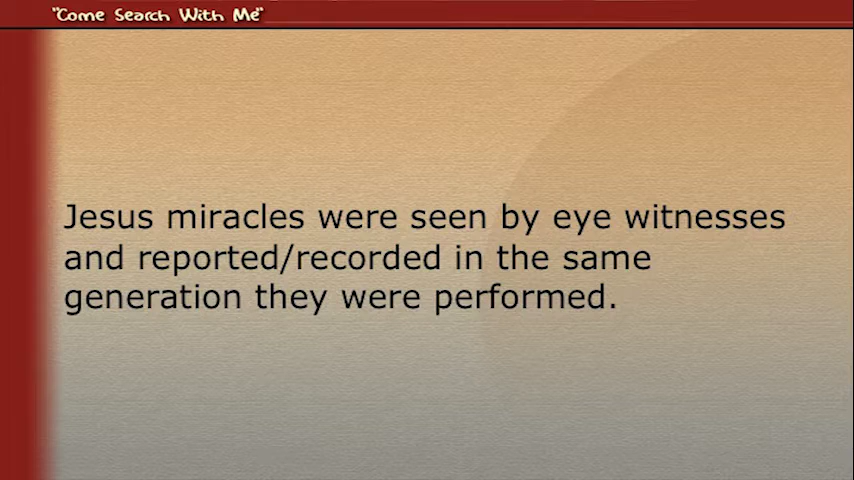 "Come Search With Me"
Jesus miracles were seen by eye witnesses
and reported/recorded in the same
generation they were performed.